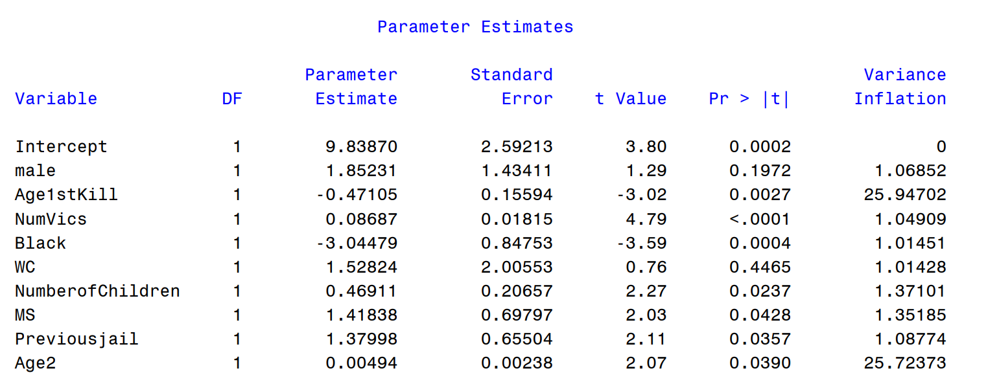 Parameter Estimates
Parameter Standard Variance
Variable DF Estimate Error t Value Pr > |t| Inflation
Intercept 1 9.83870 2.59213 3.80 0.0002 0
male 1 1.85231 1.43411 1.29 0.1972 1.06852
Age1stKill 1 -0.47105 0.15594 -3.02 0.0027 25.94702
NumVics 1 0.08687 0.01815 4.79 <.0001 1.04909
Black 1 -3.04479 0.84753 -3.59 0.0004 1.01451
WC 1 1.52824 2.00553 0.76 0.4465 1.01428
NumberofChildren 1 0.46911 0.20657 2.27 0.0237 1.37101
MS 1 1.41838 0.69797 2.03 0.0428 1.35185
Previousjail 1 1.37998 0.65504 2.11 0.0357 1.08774
Age2 1 0.00494 0.00238 2.07 0.0390 25.72373